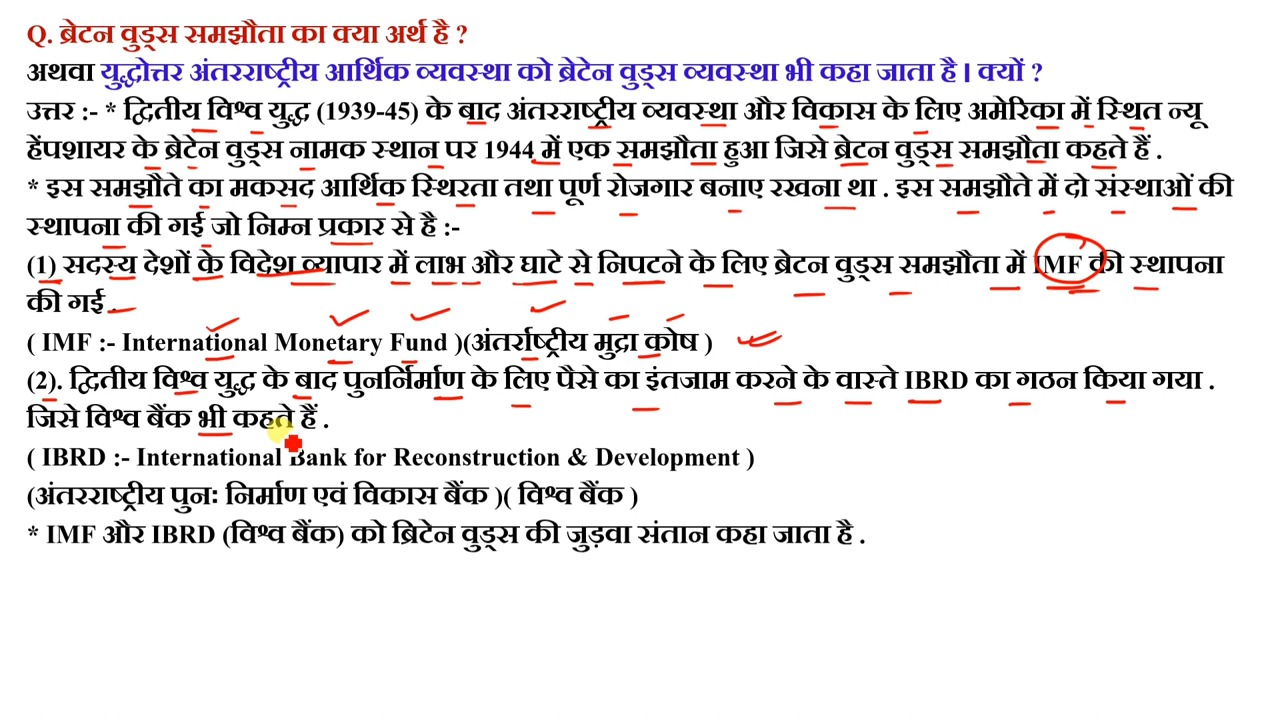 Q. ब्रेटन वुड्स समझौता का क्या अर्थ है ?
अथवा युद्धोत्तर अंतरराष्ट्रीय आर्थिक व्यवस्था को ब्रेटेन वुड्स व्यवस्था भी कहा जाता है । क्यों ?
उत्तर :- * द्वितीय विश्व युद्ध (1939-45) के बाद अंतरराष्ट्रीय व्यवस्था और विकास के लिए अमेरिका में स्थित न्यू
हेंपशायर के ब्रेटेन वुड्स नामक स्थान पर 1944 में एक समझौता हुआ जिसे ब्रेटन वुड्स समझौता कहते हैं .
* इस समझौते का मकसद आर्थिक स्थिरता तथा पूर्ण रोजगार बनाए रखना था . इस समझौते में दो संस्थाओं की
स्थापना की गई जो निम्न प्रकार से है :-
(1) सदस्य देशों के विदेश व्यापार में लाभ और घाटे से निपटने के लिए ब्रेटन वुड्स समझौता में IMF की स्थापना
की गई .
( IMF :- International Monetary Fund )(अंतर्राष्ट्रीय मुद्रा कोष )
(2). द्वितीय विश्व युद्ध के बाद पुनर्निर्माण के लिए पैसे का इंतजाम करने के वास्ते IBRD का गठन किया गया .
जिसे विश्व बैंक भी कहते हैं .
( IBRD :- International Bank for Reconstruction & Development )
(अंतरराष्ट्रीय पुनः निर्माण एवं विकास बैंक )( विश्व बैंक )
* IMF और IBRD (विश्व बैंक) को ब्रिटेन वुड्स की जुड़वा संतान कहा जाता है .